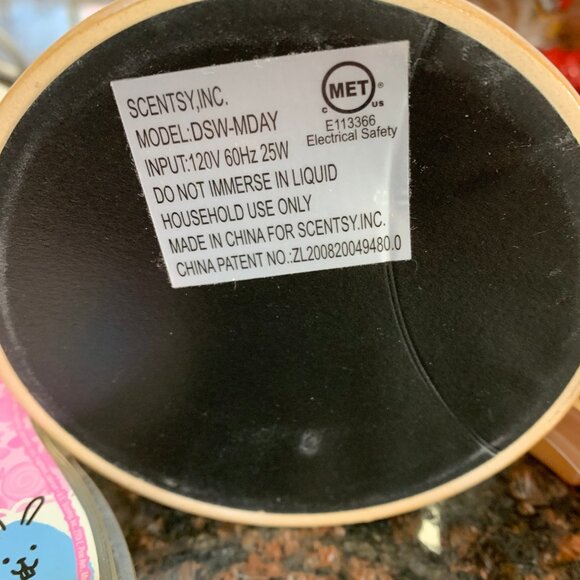 SCENTSY,INC.
MODEL:DSW-MDAY
INPUT:120V 60Hz 25W
DO NOT IMMERSE IN LIQUID
HOUSEHOLD USE ONLY
MADE IN CHINA FOR SCENTSY.INC.
CHINA PATENT NO.:ZL200820049480.0
MET
®
C US
E113366
Electrical Safety